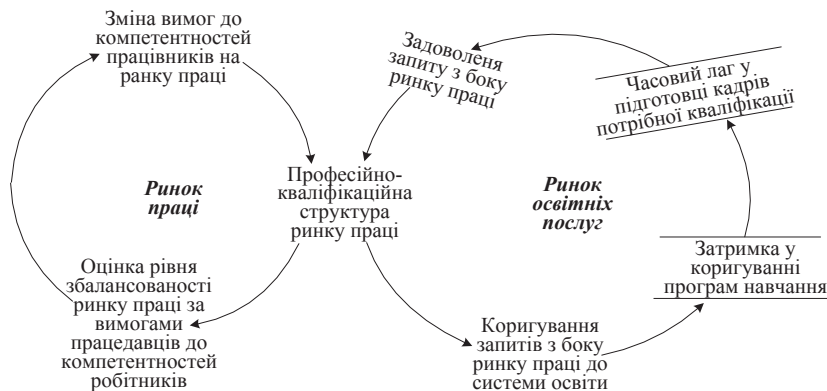 Зміна вимог до
компетентностей
працівників на
ранку праці
Задоволеня
запиту з боку
ринку праці
Часовий лаг у
підготовці кадрів
потрібної кваліфікації
Ринок
праці
Професійно-
кваліфікаційна
структура
ринку праці
Ринок
освітніх
послуг
Оцінка рівня
збалансованості
ринку праці за
вимогами
працедавців до
компетентностей
робітників
Затримка у
коригуванні
програм навчання
Коригування
запитів з боку
ринку праці до
системи освіти